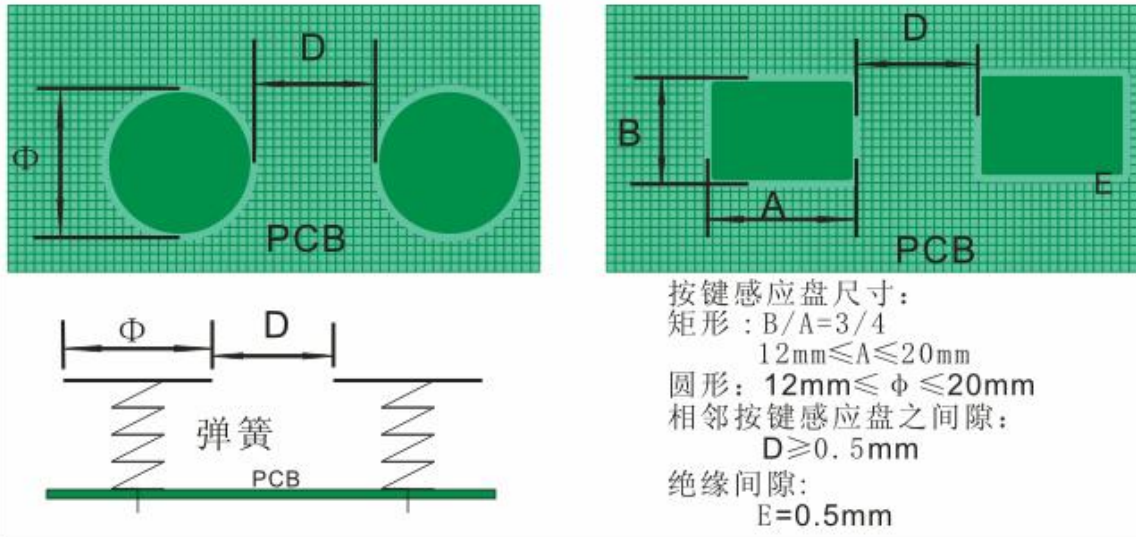 D
Φ
PCB
D
B
A
E
PCB
Φ
D
弹簧
PCB
按键感应盘尺寸：
矩形：B/A=3/4
12mm≤A≤20mm
圆形：12mm≤φ≤20mm
相邻按键感应盘之间隙：
D≥0.5mm
绝缘间隙:
E=0.5mm